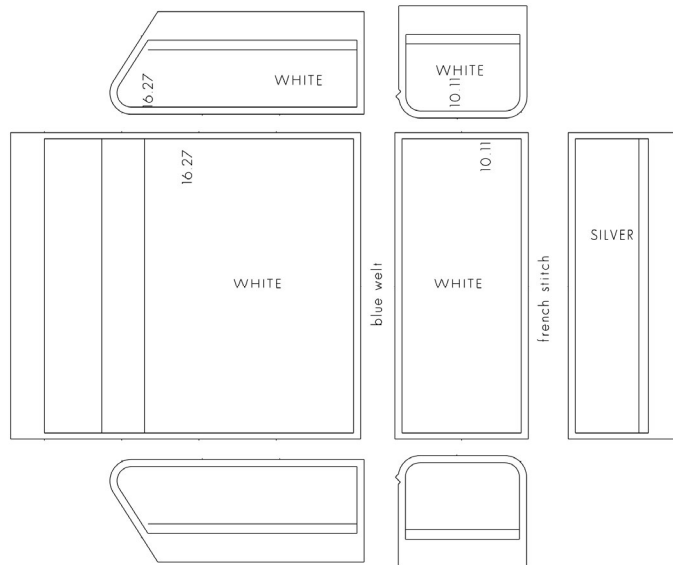 WHITE
16.27
WHITE
10.11
16.27
WHITE
blue welt
10.11
WHITE
french stitch
SILVER